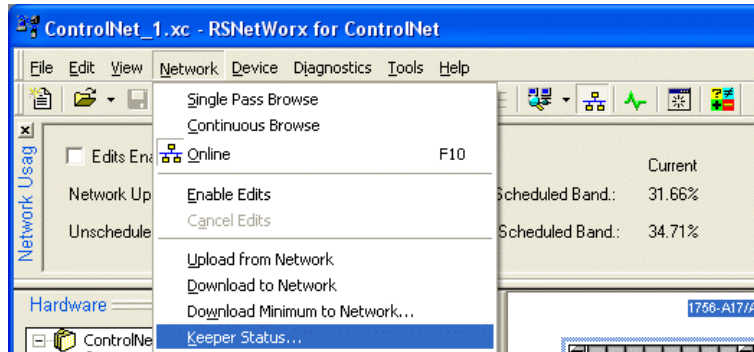 ControlNet_1.xc - RSNetWorx for ControlNet
File Edit View Network Device Diagnostics Tools Help
Single Pass Browse
Continuous Browse
Online F10
Enable Edits
Cancel Edits
Upload from Network
Download to Network
Download Minimum to Network...
Keeper Status...
Network Usag
Edits Ena
Current
Network Up
Scheduled Band.: 31.66%
Unschedule
Scheduled Band.: 34.71%
Hardware
1756-A17/A
ControlNe